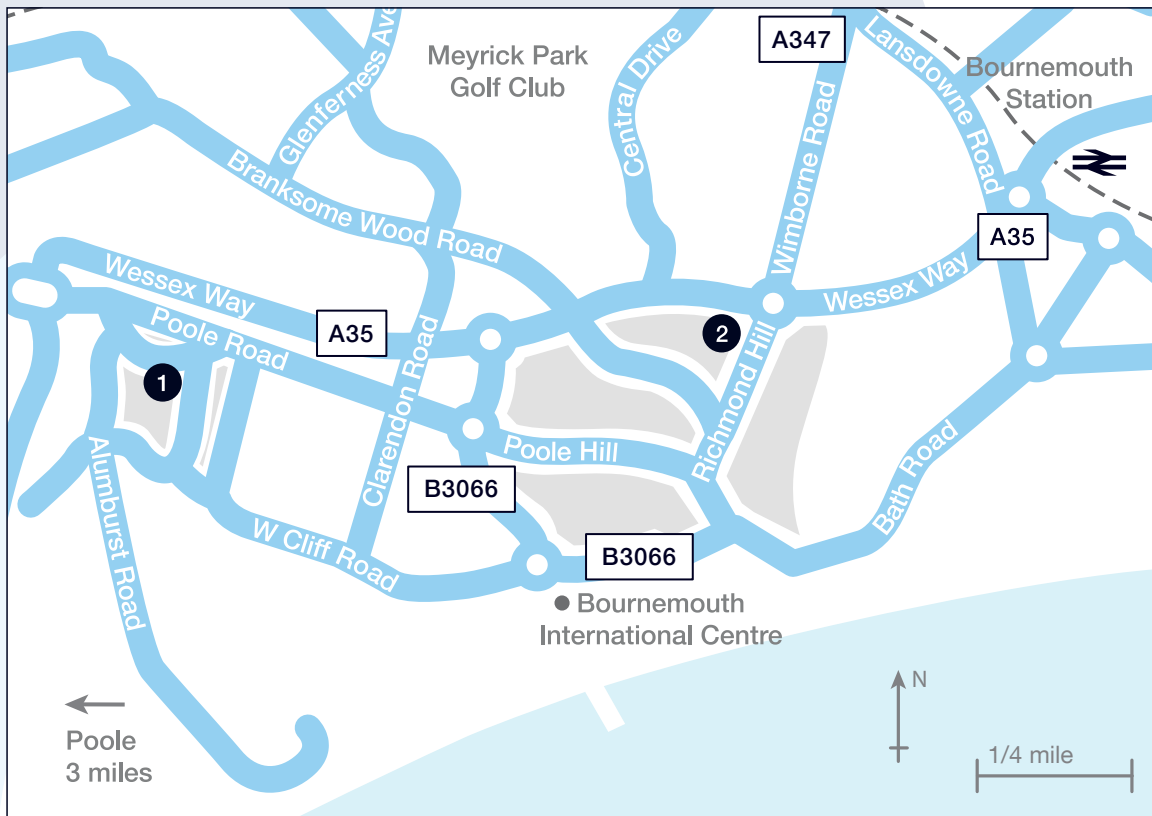 Glenferness Ave
Meyrick Park
Golf Club
Central Drive
A347
Lansdowne Road
Bournemouth
Station
Wimborne Road
Branksome Wood Road
A35
Wessex Way
Wessex Way
A35
Poole Road
Clarendon Road
1
2
Richmond Hill
Poole Hill
Alumburst Road
B3066
Bath Road
W Cliff Road
B3066
Bournemouth
International Centre
N
Poole
3 miles
1/4 mile